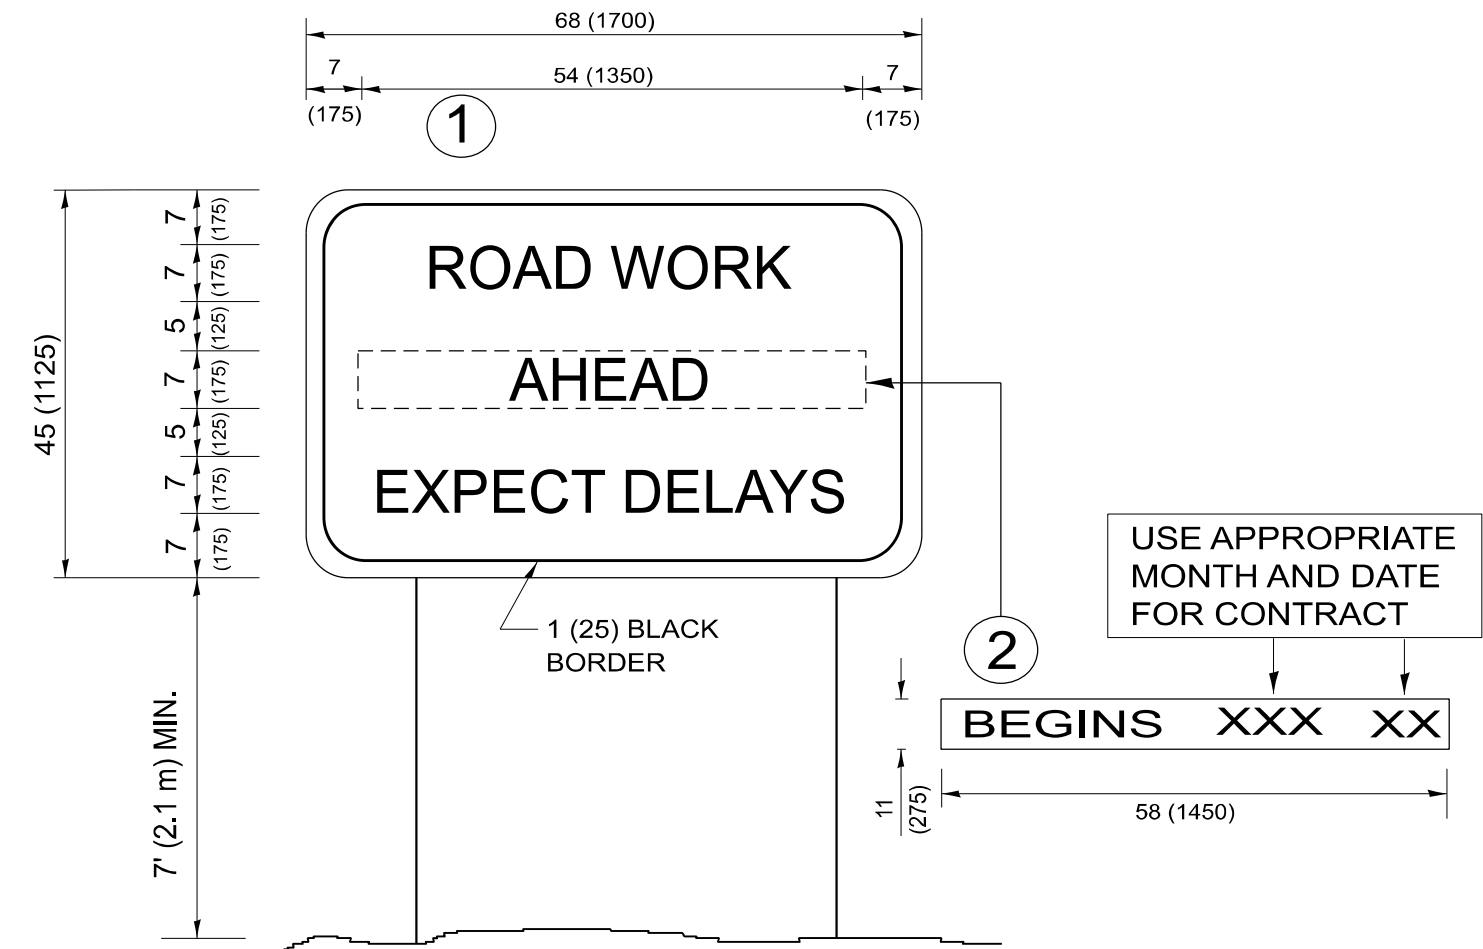 68 (1700)
7
54 (1350)
7
(175)
(175)
1
7
(175)
7
(175)
5
(125)
7
(175)
5
(125)
7
(175)
7
(175)
45 (1125)
ROAD WORK
AHEAD
EXPECT DELAYS
1 (25) BLACK
BORDER
7' (2.1 m) MIN.
2
USE APPROPRIATE
MONTH AND DATE
FOR CONTRACT
BEGINS XXX XX
11
(275)
58 (1450)